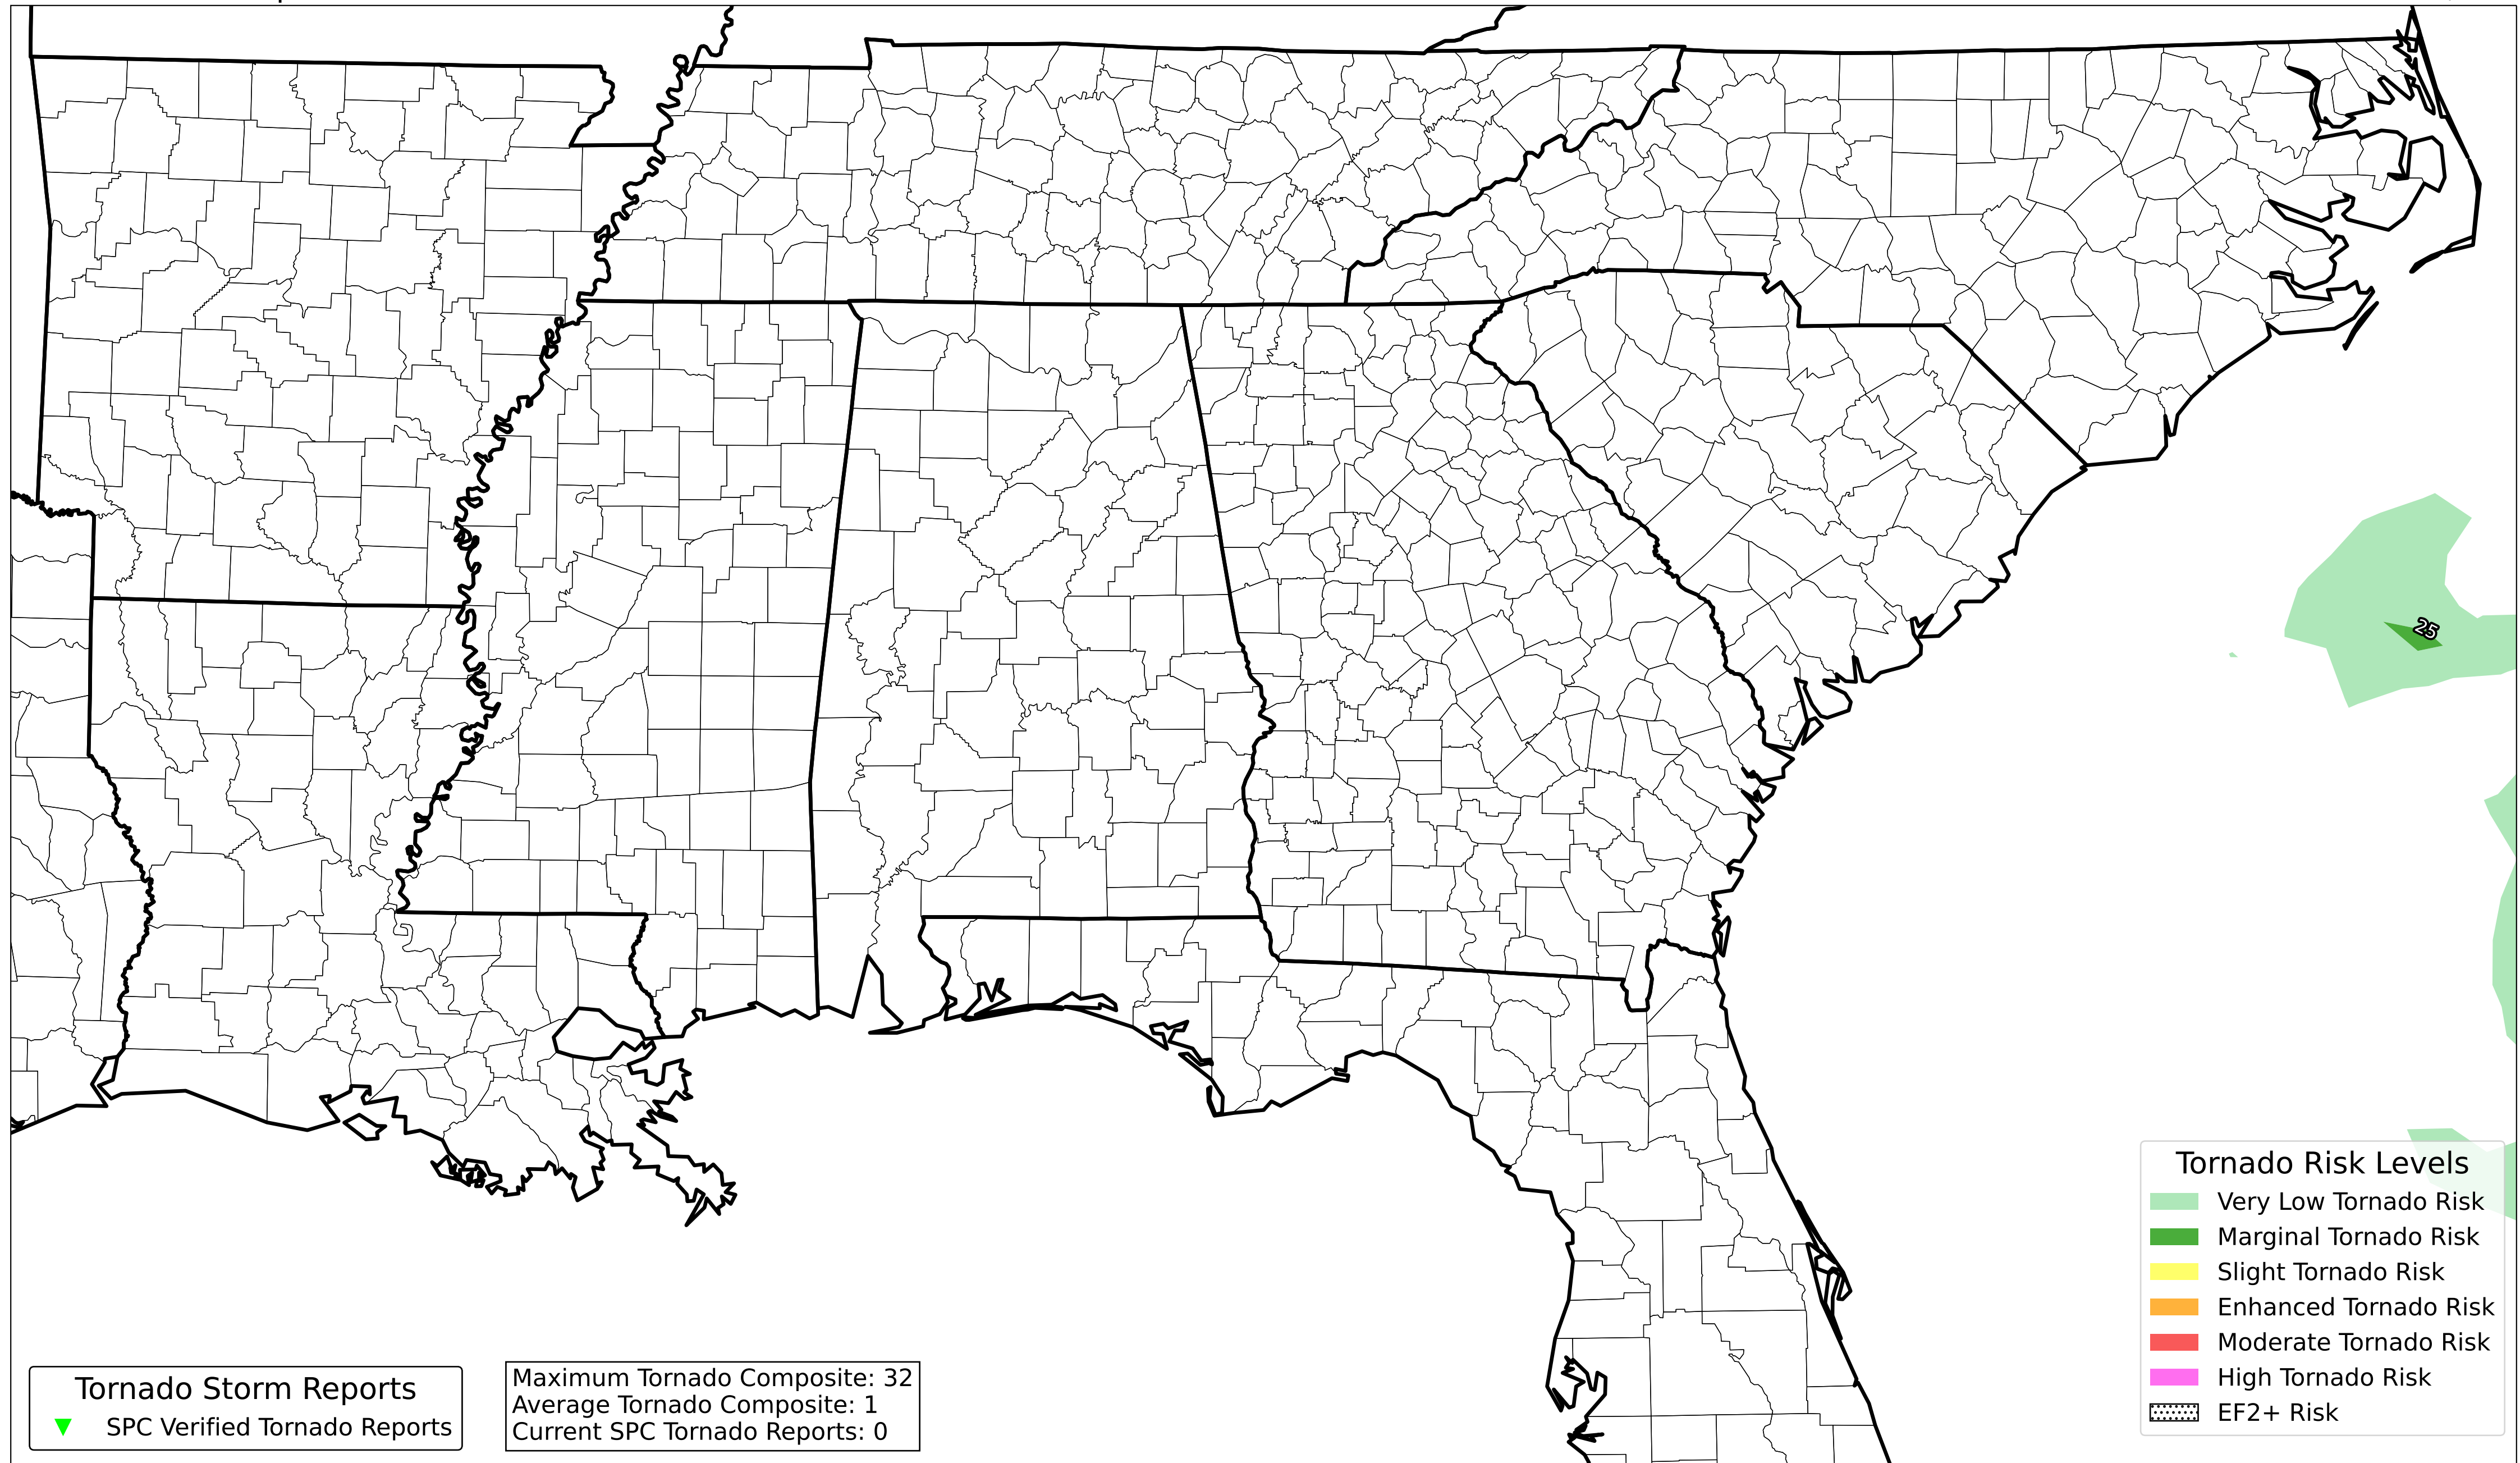 25
Tornado Risk Levels
Very Low Tornado Risk
Marginal Tornado Risk
Slight Tornado Risk
Enhanced Tornado Risk
Moderate Tornado Risk
High Tornado Risk
EF2+ Risk
Tornado Storm Reports
SPC Verified Tornado Reports
Maximum Tornado Composite: 32
Average Tornado Composite: 1
Current SPC Tornado Reports: 0